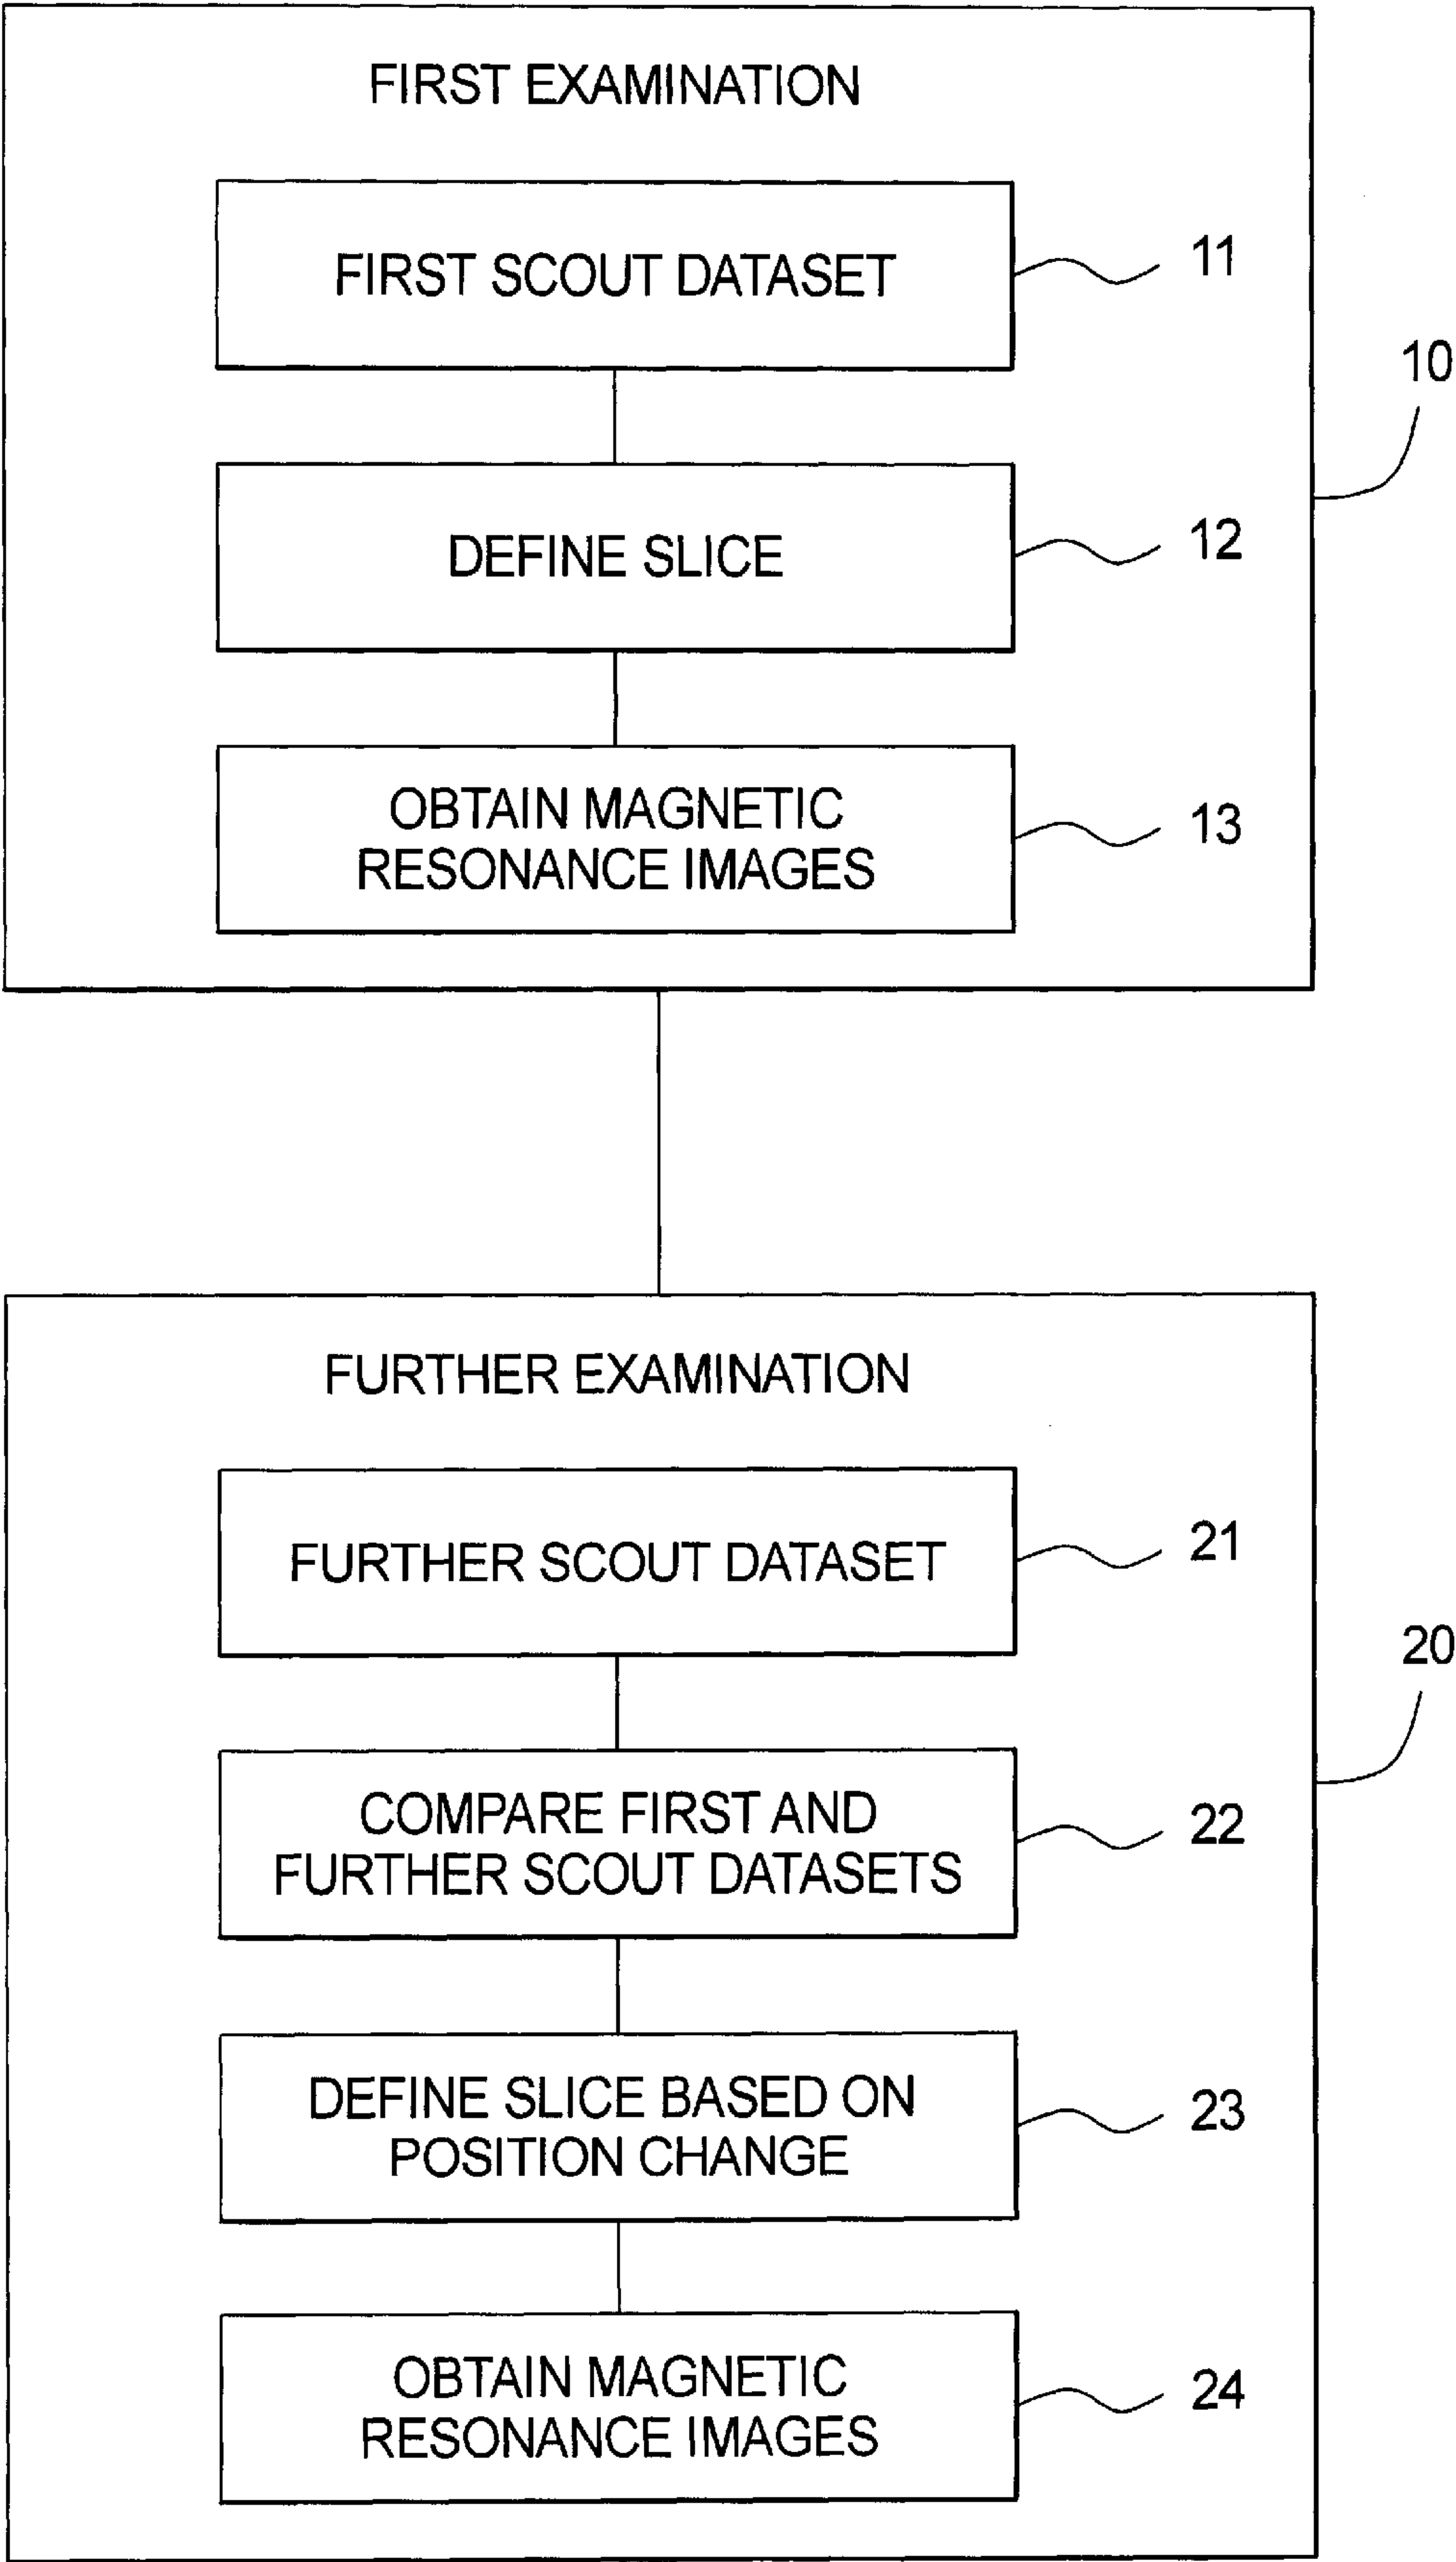 FIRST EXAMINATION
FIRST SCOUT DATASET
11
10
DEFINE SLICE
12
OBTAIN MAGNETIC
RESONANCE IMAGES
13
FURTHER EXAMINATION
FURTHER SCOUT DATASET
21
20
COMPARE FIRST AND
FURTHER SCOUT DATASETS
22
DEFINE SLICE BASED ON
POSITION CHANGE
23
OBTAIN MAGNETIC
RESONANCE IMAGES
24